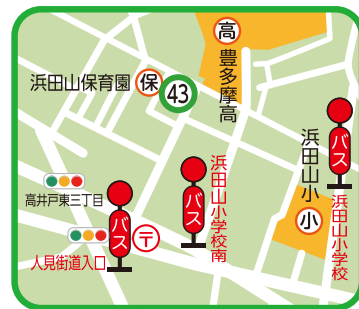 高
豊多摩高
浜田山保育園
保
43
バス
浜田山小
小
浜田山小学校
浜田山小学校南
バス
高井戸東三丁目
バス
〒
人見街道入口